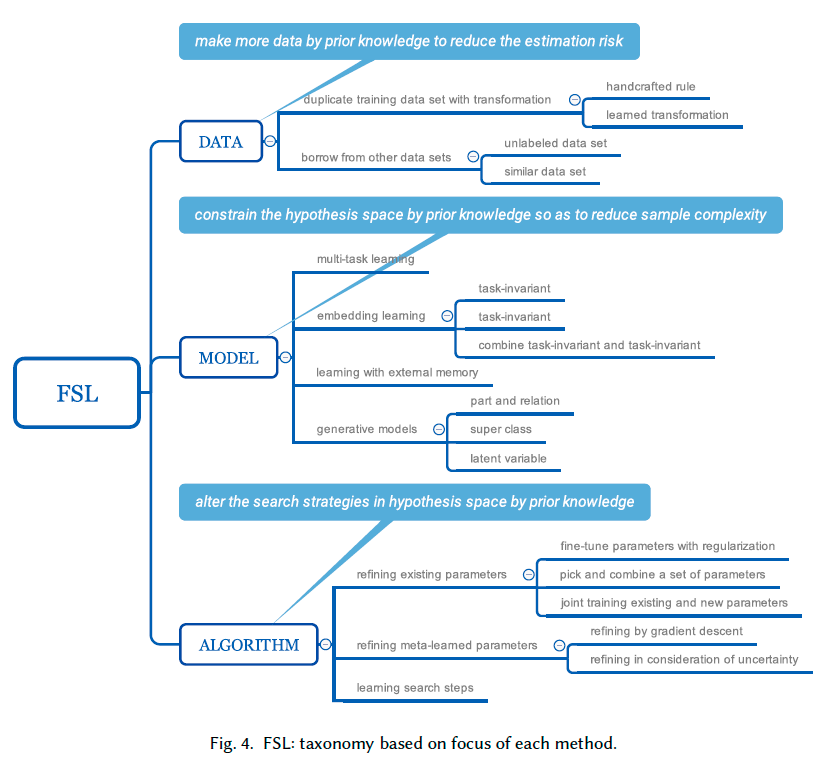 make more data by prior knowledge to reduce the estimation risk
duplicate training data set with transformation
handcrafted rule
learned transformation
DATA
borrow from other data sets
unlabeled data set
similar data set
constrain the hypothesis space by prior knowledge so as to reduce sample complexity
multi-task learning
embedding learning
task-invariant
task-invariant
combine task-invariant and task-invariant
MODEL
learning with external memory
FSL
generative models
part and relation
super class
latent variable
alter the search strategies in hypothesis space by prior knowledge
refining existing parameters
fine-tune parameters with regularization
pick and combine a set of parameters
joint training existing and new parameters
ALGORITHM
refining meta-learned parameters
refining by gradient descent
refining in consideration of uncertainty
learning search steps
Fig. 4. FSL: taxonomy based on focus of each method.